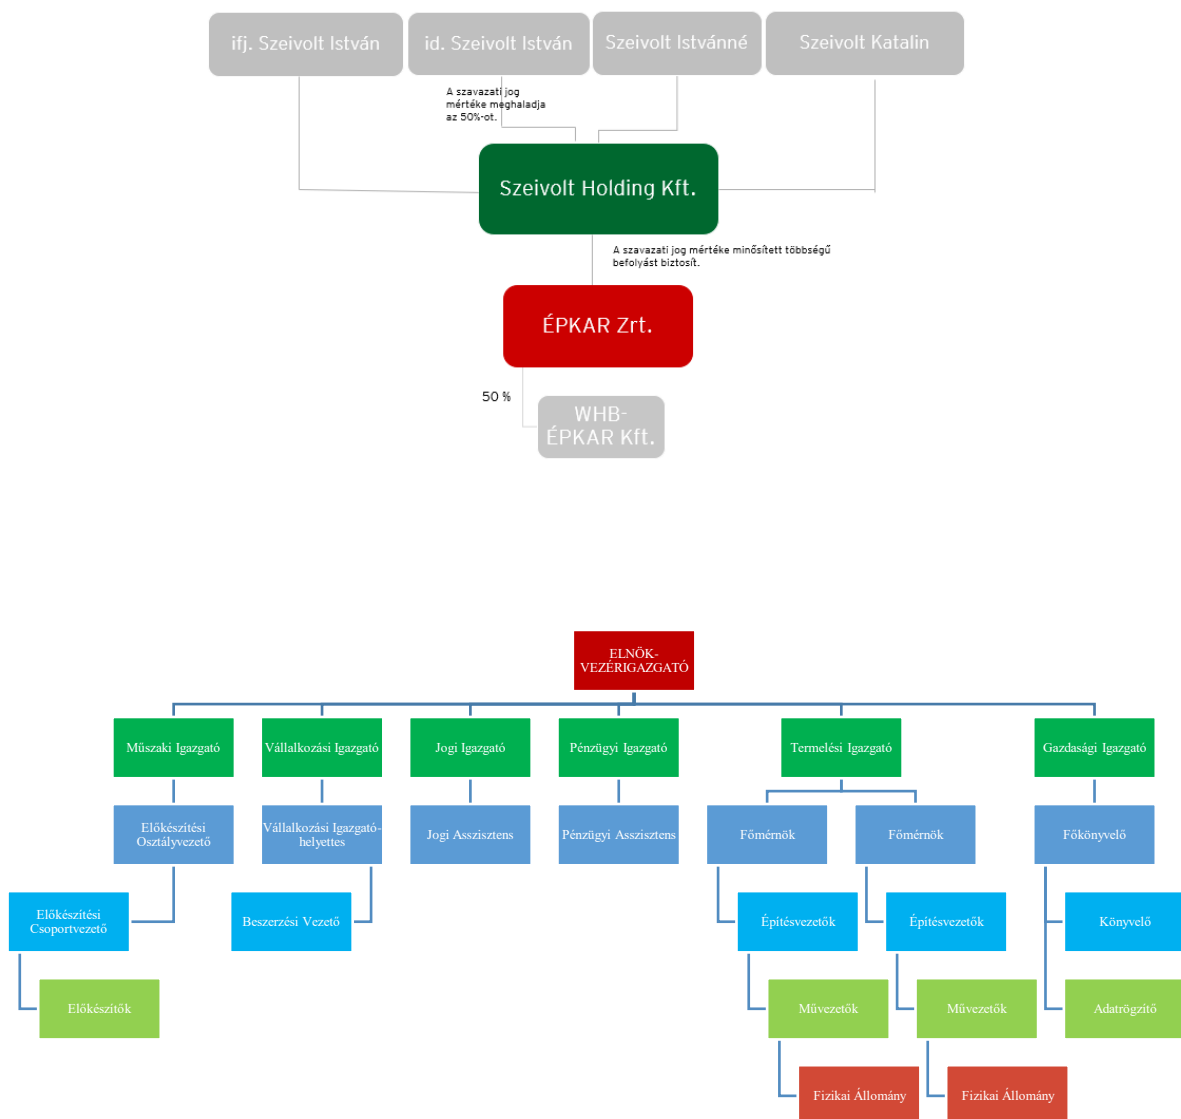 ifj. Szeivolt István
id. Szeivolt István
Szeivolt Istvánné
Szeivolt Katalin
A szavazati jog
mértéke meghaladja
az 50%-ot.
Szeivolt Holding Kft.
A szavazati jog mértéke minősített többségű
befolyást biztosít.
ÉPKAR Zrt.
50 %
WHB-
ÉPKAR Kft.
ELNÖK-
VEZÉRIGAZGATÓ
Műszaki Igazgató
Vállalkozási Igazgató
Jogi Igazgató
Pénzügyi Igazgató
Termelési Igazgató
Gazdasági Igazgató
Előkészítési
Osztályvezető
Vállalkozási Igazgató-
helyettes
Jogi Asszisztens
Pénzügyi Asszisztens
Főmérnök
Főmérnök
Főkönyvelő
Előkészítési
Csoportvezető
Beszerzési Vezető
Építésvezetők
Építésvezetők
Könyvelő
Előkészítők
Művezetők
Művezetők
Adatrögzítő
Fizikai Állomány
Fizikai Állomány